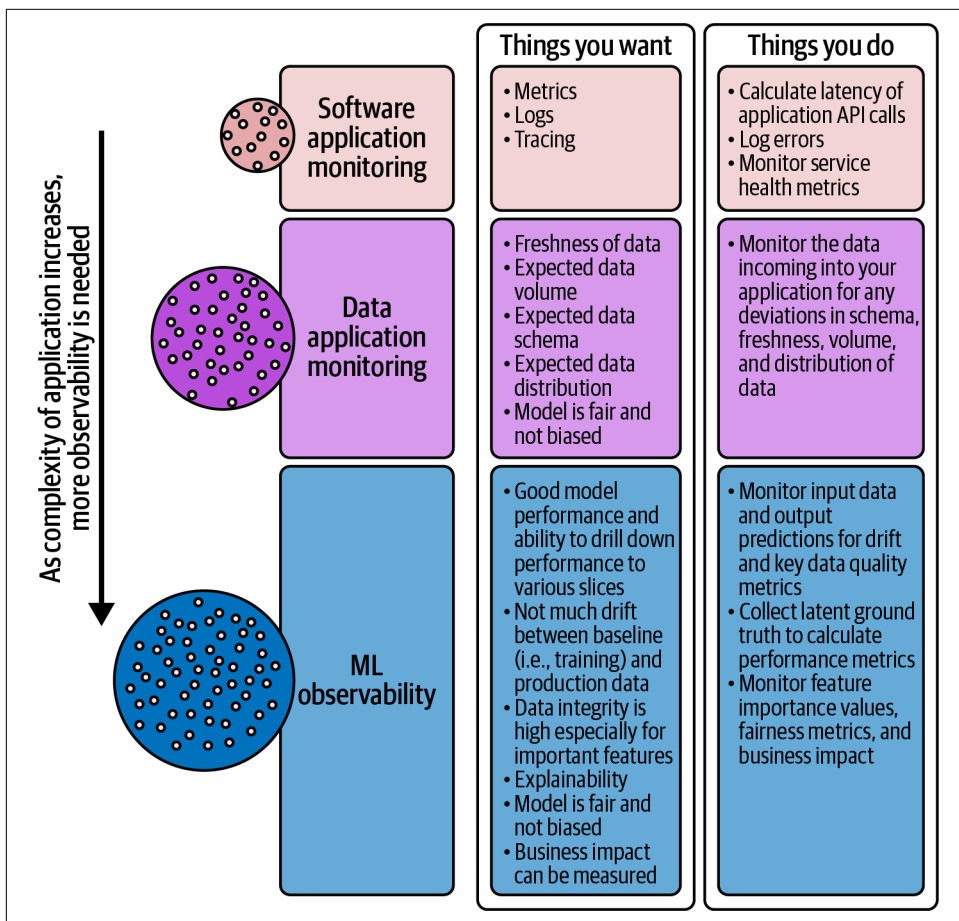 Things you want
Things you do
As complexity of application increases,
more observability is needed
Software
application
monitoring
• Metrics
• Logs
• Tracing
• Calculate latency of
application API calls
• Log errors
• Monitor service
health metrics
Data
application
monitoring
• Freshness of data
• Expected data
volume
• Expected data
schema
• Expected data
distribution
• Model is fair and
not biased
• Monitor the data
incoming into your
application for any
deviations in schema,
freshness, volume,
and distribution of
data
ML
observability
• Good model
performance and
ability to drill down
performance to
various slices
• Not much drift
between baseline
(i.e., training) and
production data
• Data integrity is
high especially for
important features
• Explainability
• Model is fair and
not biased
• Business impact
can be measured
• Monitor input data
and output
predictions for drift
and key data quality
metrics
• Collect latent ground
truth to calculate
performance metrics
• Monitor feature
importance values,
fairness metrics, and
business impact